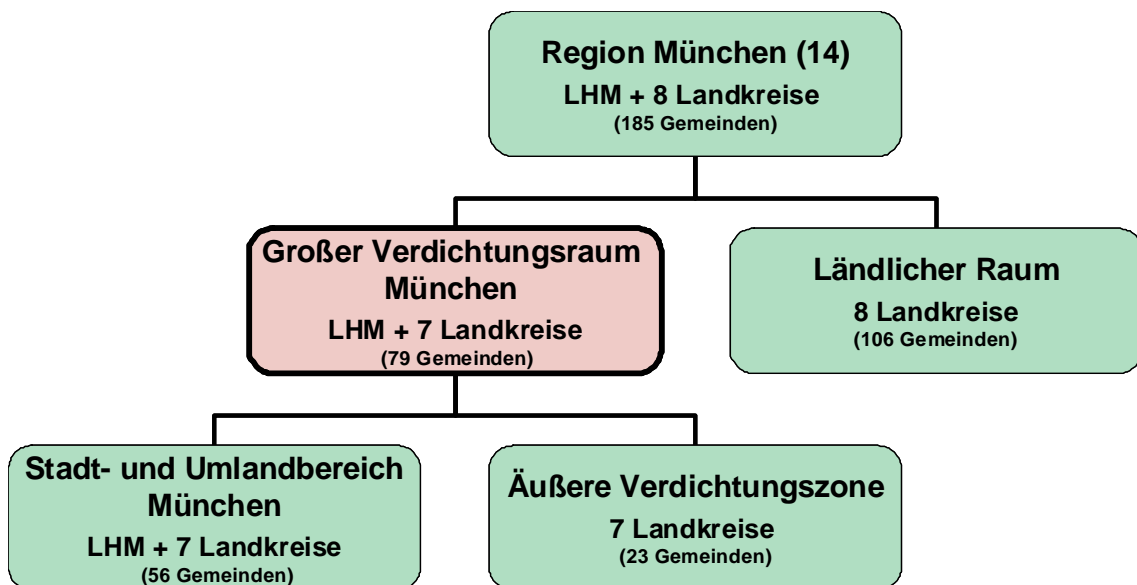 Region München (14)
LHM + 8 Landkreise
(185 Gemeinden)
Großer Verdichtungsraum
München
LHM + 7 Landkreise
(79 Gemeinden)
Ländlicher Raum
8 Landkreise
(106 Gemeinden)
Stadt- und Umlandbereich
München
LHM + 7 Landkreise
(56 Gemeinden)
Äußere Verdichtungszone
7 Landkreise
(23 Gemeinden)